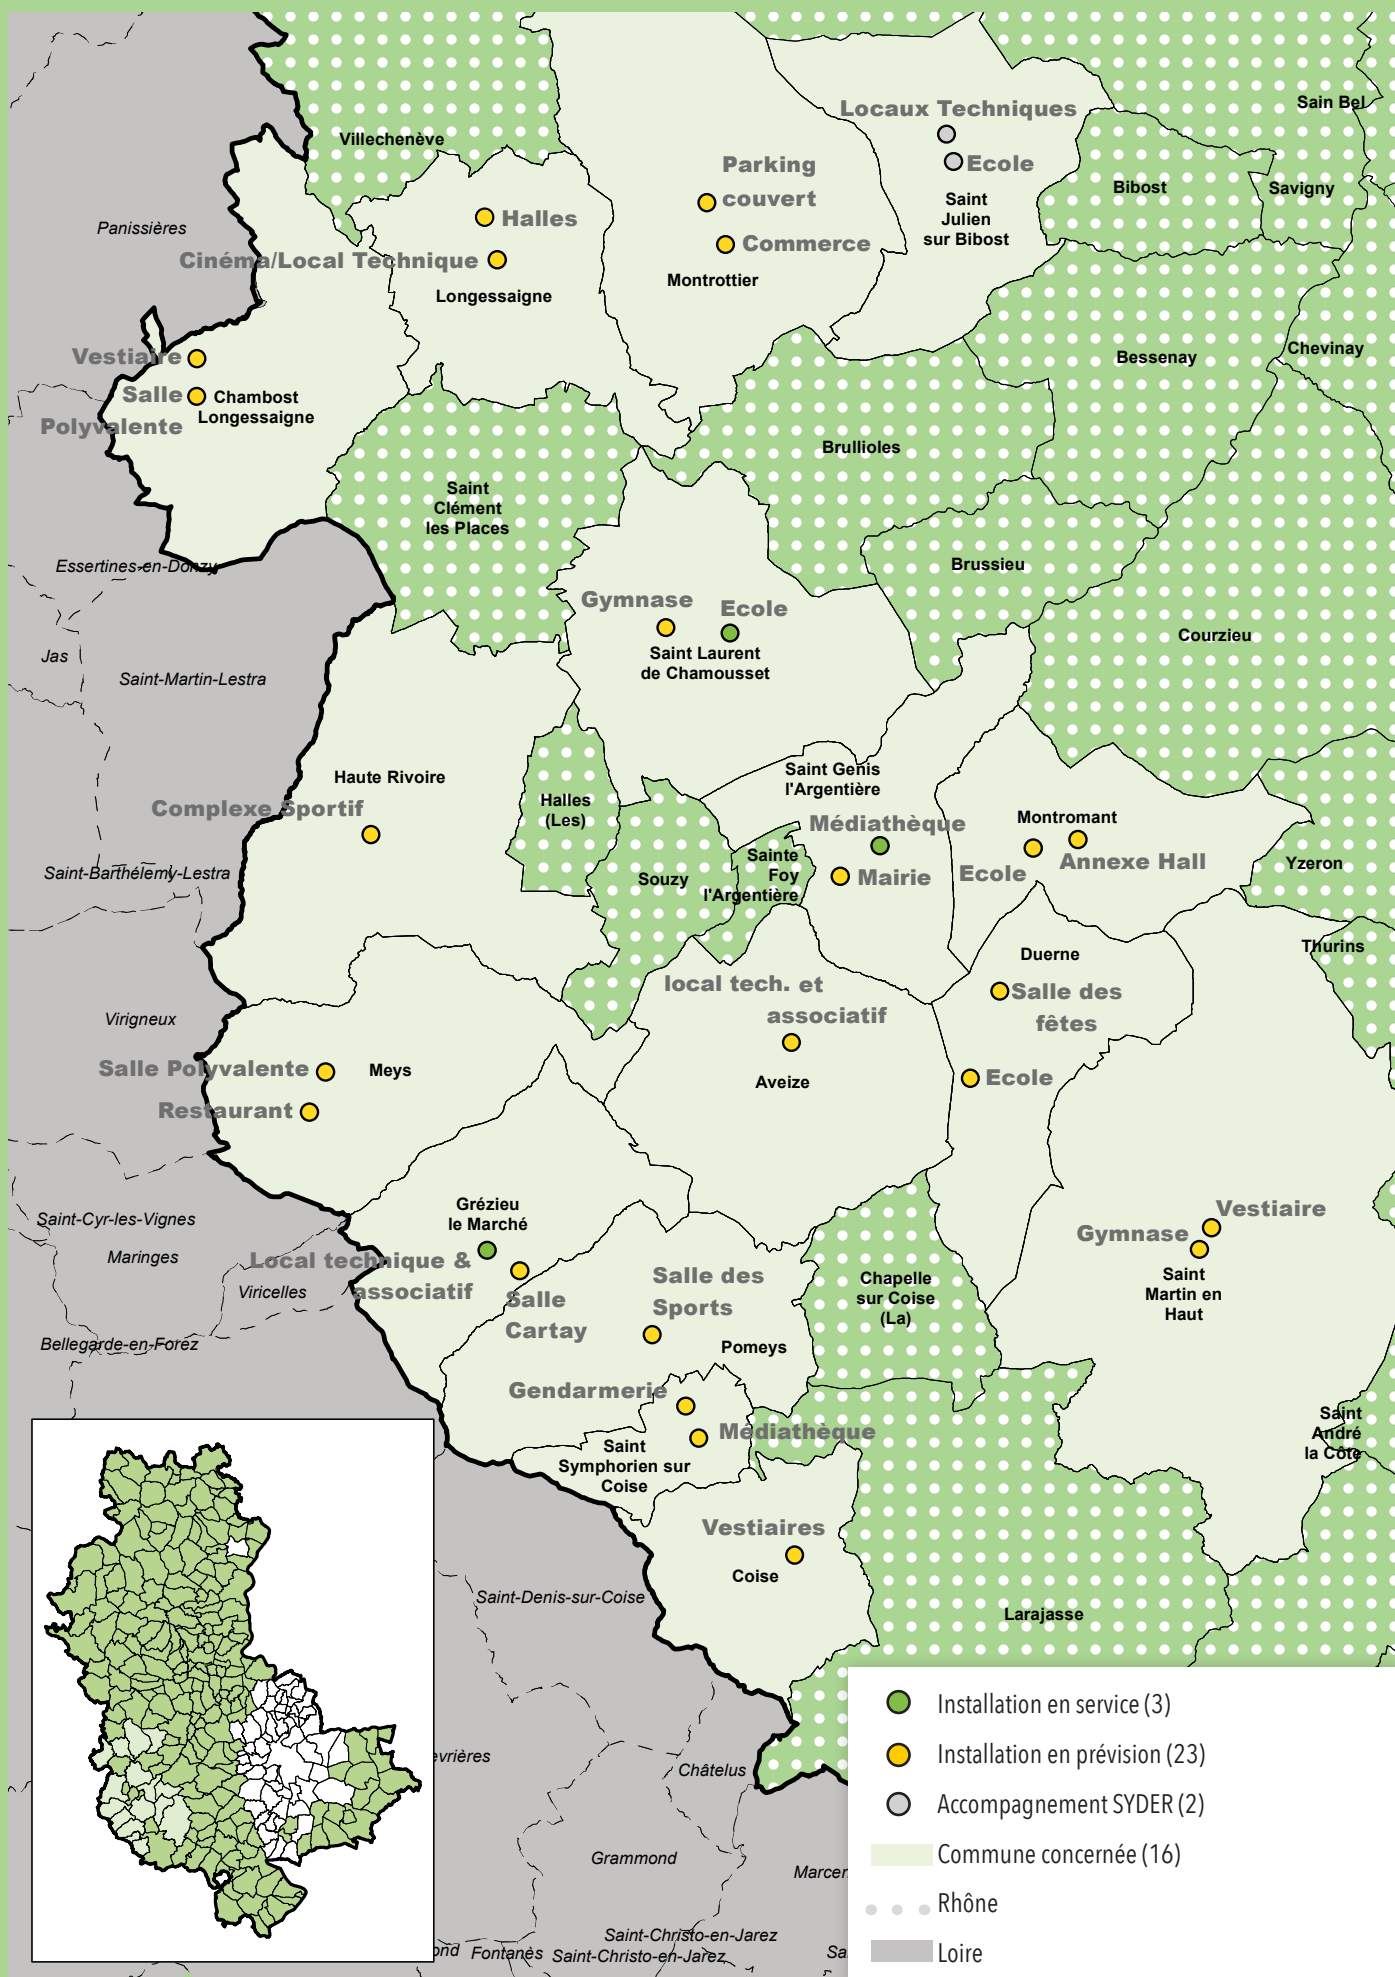 Locaux Techniques
Ecole
Saint
Julien
sur Bibost
Sain Bel
Villechenève
Bibost
Savigny
Parking
couvert
Commerce
Montrottier
Panissières
Halles
Cinéma/Local Technique
Longessaigne
Chevinay
Bessenay
Vestiaire
Salle
Polyvalente
Chambost
Longessaigne
Brullioles
Saint
Clément
les Places
Essertines-en-Donzy
Brussieu
Gymnase
Ecole
Saint Laurent
de Chamousset
Courzieu
Jas
Saint-Martin-Lestra
Haute Rivoire
Complexe Sportif
Halles
(Les)
Saint Genis
l'Argentière
Médiathèque
Mairie
Montromant
Ecole
Annexe Hall
Yzeron
Saint-Barthélemy-Lestra
Souzy
Sainte
Foy
l'Argentière
Thurins
Duerne
Salle des
fêtes
Ecole
local tech. et
associatif
Aveize
Virigneux
Salle Polyvalente
Meys
Restaurant
Saint-Cyr-les-Vignes
Maringes
Viricelles
Bellegarde-en-Forez
Grézieu
le Marché
Local technique &
associatif
Salle
Cartay
Salle des
Sports
Pomeys
Chapelle
sur Coise
(La)
Vestiaire
Gymnase
Saint
Martin en
Haut
Gendarmerie
Médiathèque
Saint
Symphorien sur
Coise
Saint
André
la Côte
Vestiaires
Coise
Saint-Denis-sur-Coise
Larajasse
evrières
Châtelus
Grammond
Marcen
ond
Fontanès
Saint-Christo-en-Jarez
Saint-Christo-en-Jarez
Sa
Installation en service (3)
Installation en prévision (23)
Accompagnement SYDER (2)
Commune concernée (16)
Rhône
Loire